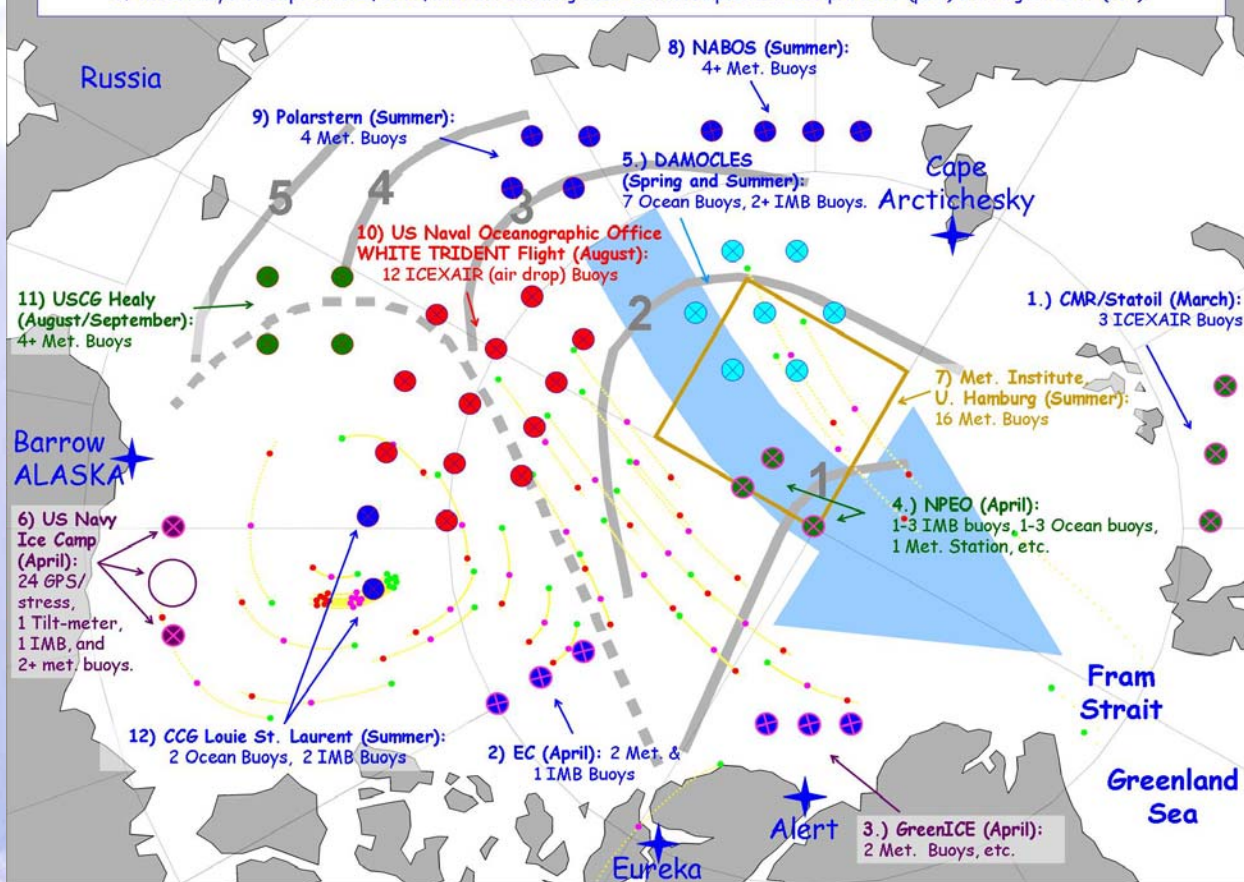 Russia
8) NABOS (Summer):
4+ Met. Buoys
9) Polarstern (Summer):
4 Met. Buoys
5.) DAMOCLES
(Spring and Summer):
7 Ocean Buoys, 2+ IMB Buoys.
Cape
Arctichesky
5
4
3
10) US Naval Oceanographic Office
WHITE TRIDENT Flight (August):
12 ICEXAIR (air drop) Buoys
11) USCG Healy
(August/September):
4+ Met. Buoys
2
1.) CMR/Statoil (March):
3 ICEXAIR Buoys
7) Met. Institute,
U. Hamburg (Summer):
16 Met. Buoys
Barrow
ALASKA
1
6) US Navy
Ice Camp
(April):
24 GPS/
stress,
1 Tilt-meter,
1 IMB, and
2+ met. buoys.
4.) NPEO (April):
1-3 IMB buoys, 1-3 Ocean buoys,
1 Met. Station, etc.
Fram
Strait
12) CCG Louie St. Laurent (Summer):
2 Ocean Buoys, 2 IMB Buoys
2) EC (April): 2 Met. &
1 IMB Buoys
Greenland
Sea
Alert
3.) GreenICE (April):
2 Met. Buoys, etc.
Eureka